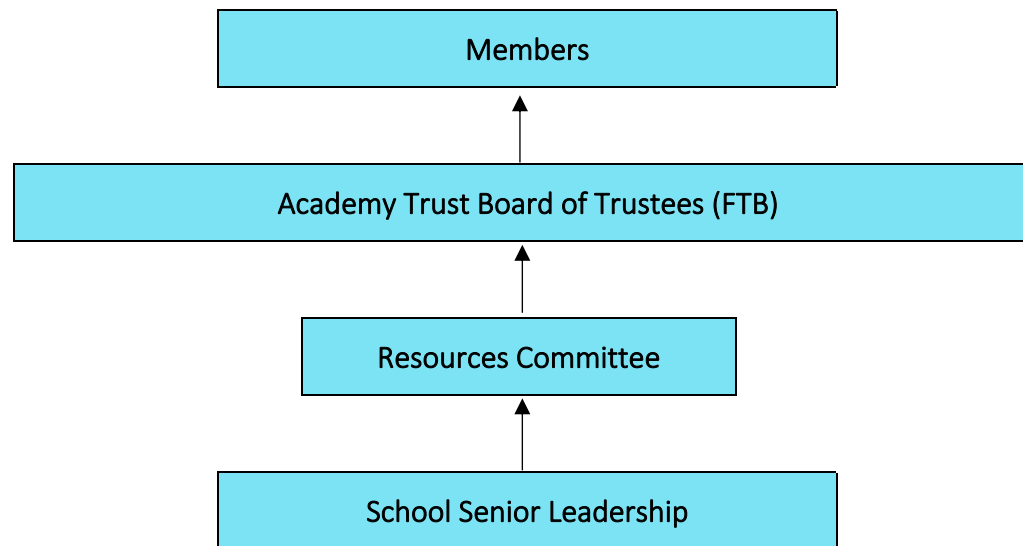 Members
Academy Trust Board of Trustees (FTB)
Resources Committee
School Senior Leadership